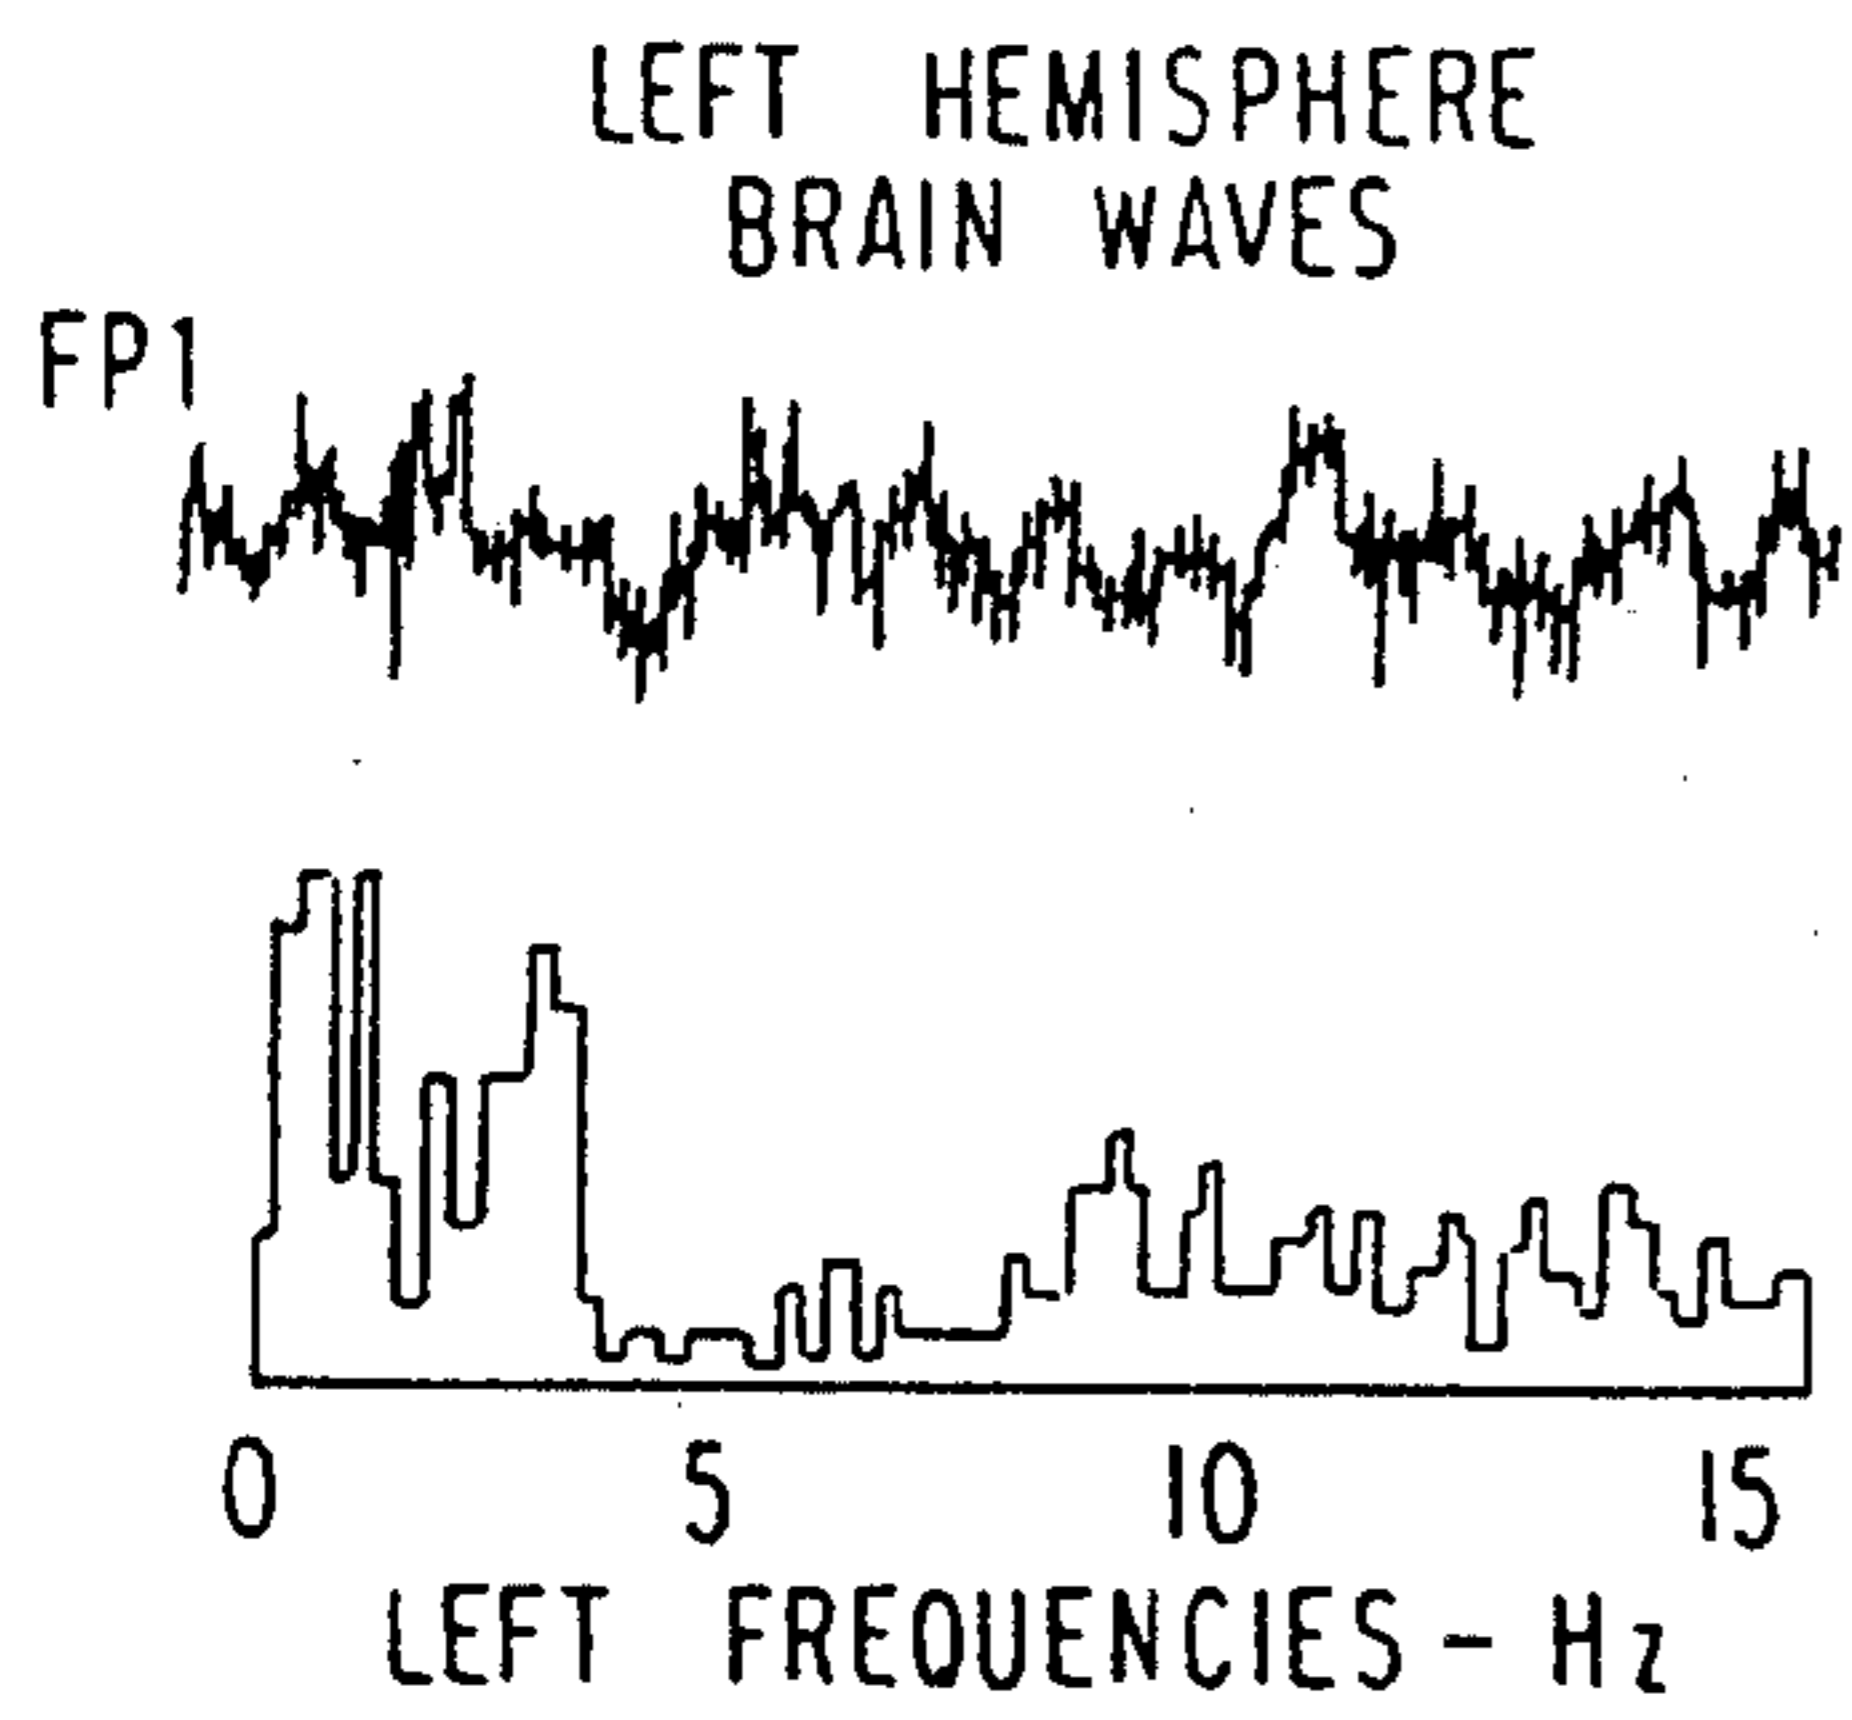 LEFT HEMISPHERE
BRAIN WAVES
FP1
0 5 10 15
LEFT FREQUENCIES - Hz